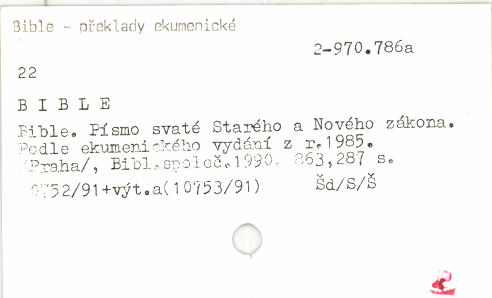 Bible - překlady ekumenické
2-970.786a
22
B I B L E
Bible. Písmo svaté Starého a Nového zákona.
Podle ekumenického vydání z r.1985.
/Praha/, Bibl.společ.1990. 863,287 s.
9752/91+výt.a(10753/91) Šd/S/Š